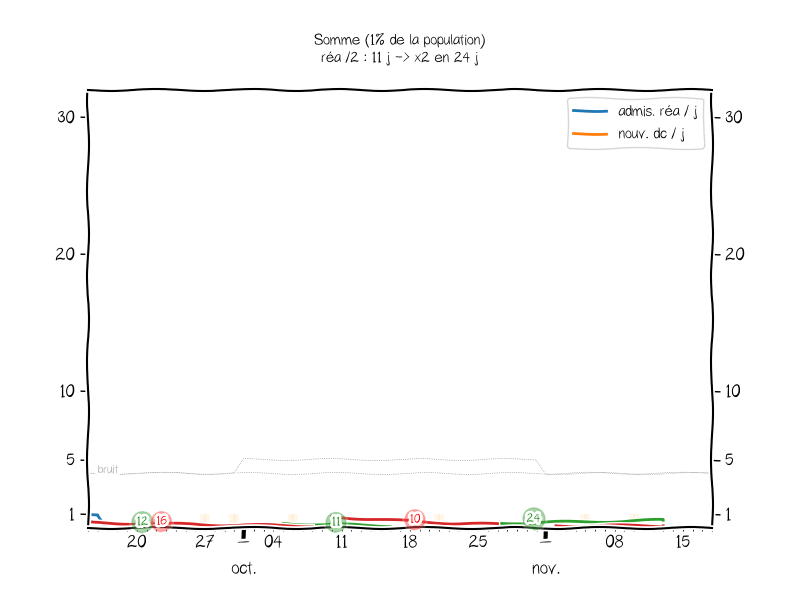 Somme (1% de la population)
réa /2 : 11 j -> x2 en 24 j
admis. réa / j
nouv. dc / j
30 30
20 20
10 10
5 5
bruit
1 1
12 16 11 10 24
20 27 04 11 18 25 08 15
oct. nov.